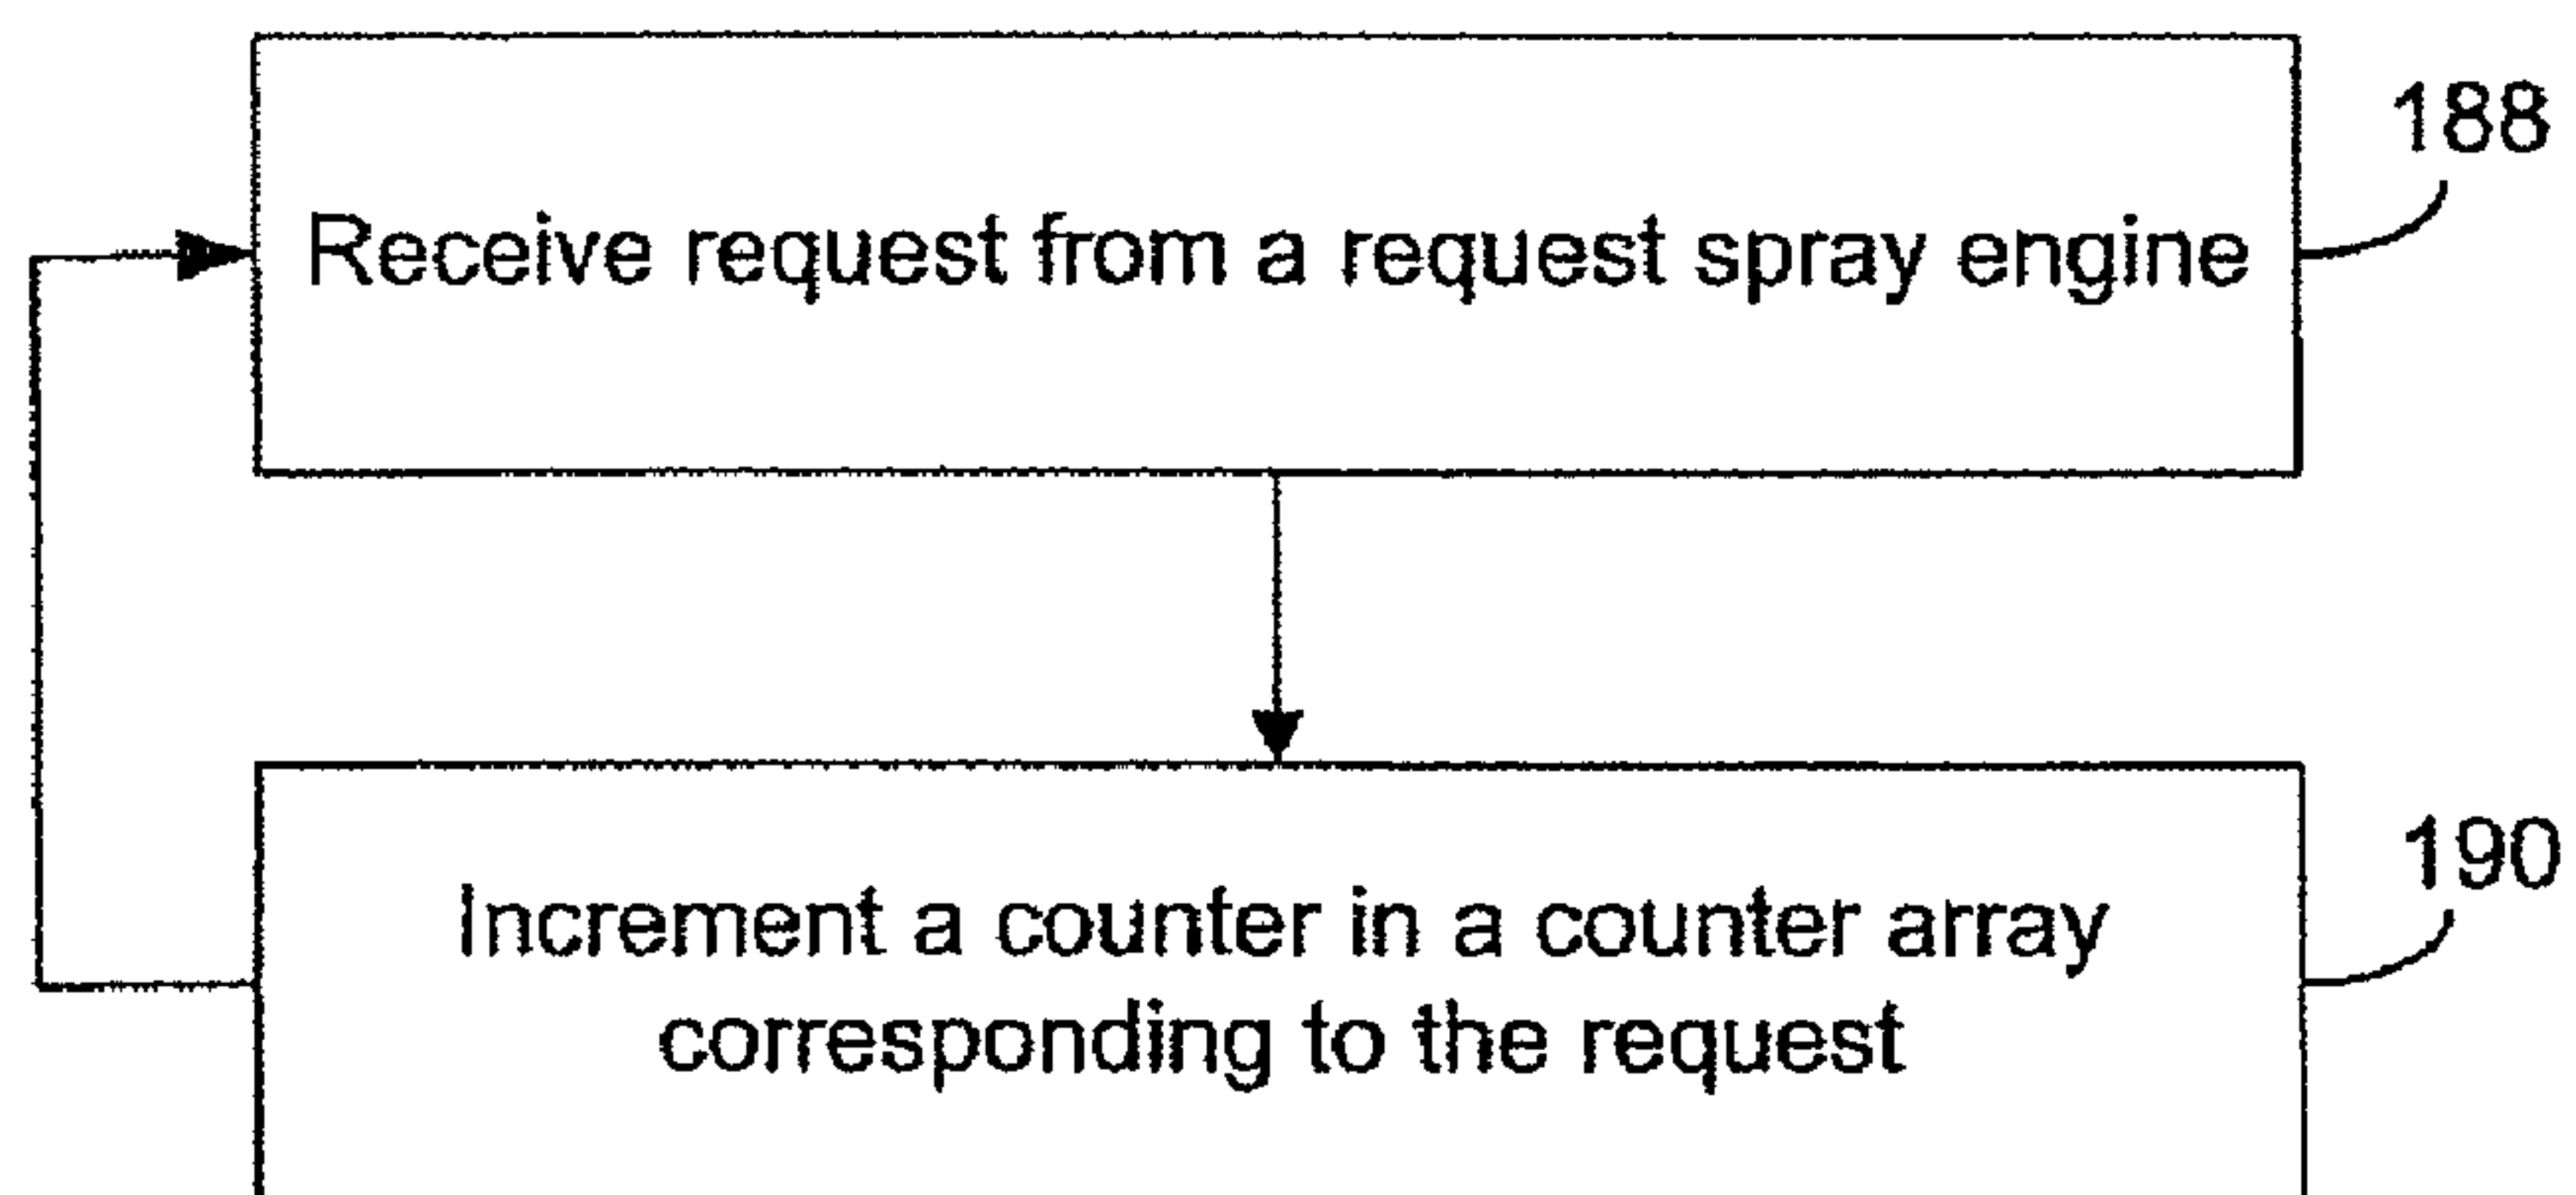 188
Receive request from a request spray engine
190
Increment a counter in a counter array
corresponding to the request